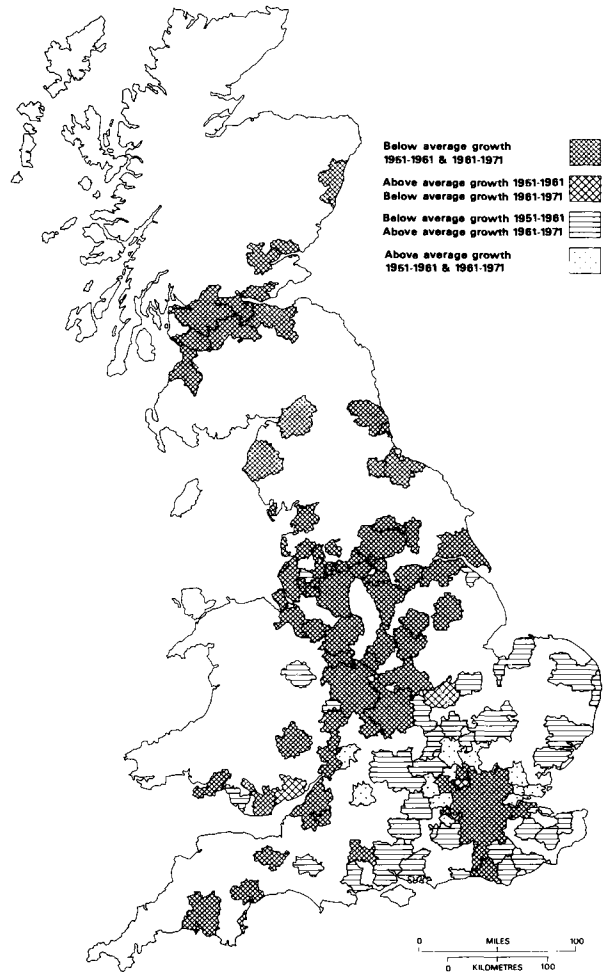 Below average growth
1951-1961 & 1961-1971
Above average growth 1951-1961
Below average growth 1961-1971
Below average growth 1951-1961
Above average growth 1961-1971
Above average growth
1951-1961 & 1961-1971
0 MILES 100
0 KILOMETRES 100